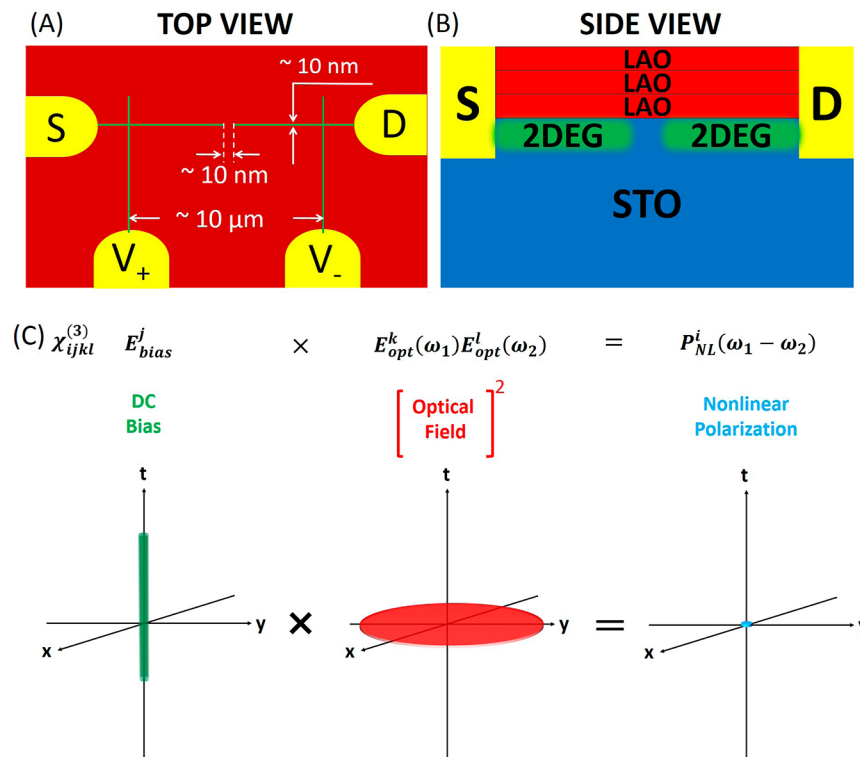 (A) TOP VIEW
~ 10 nm
S
D
~ 10 nm
~ 10 μm
V₊
V₋
(B) SIDE VIEW
LAO
LAO
LAO
S
D
2DEG
2DEG
STO
(C) χ⁽³⁾ᵢⱼₖₗ E^j_bias × E^k_opt(ω₁)E^l_opt(ω₂) = P^i_NL(ω₁ − ω₂)
DC
Bias
[Optical
Field]²
Nonlinear
Polarization
t
y
x
×
t
y
x
=
t
x